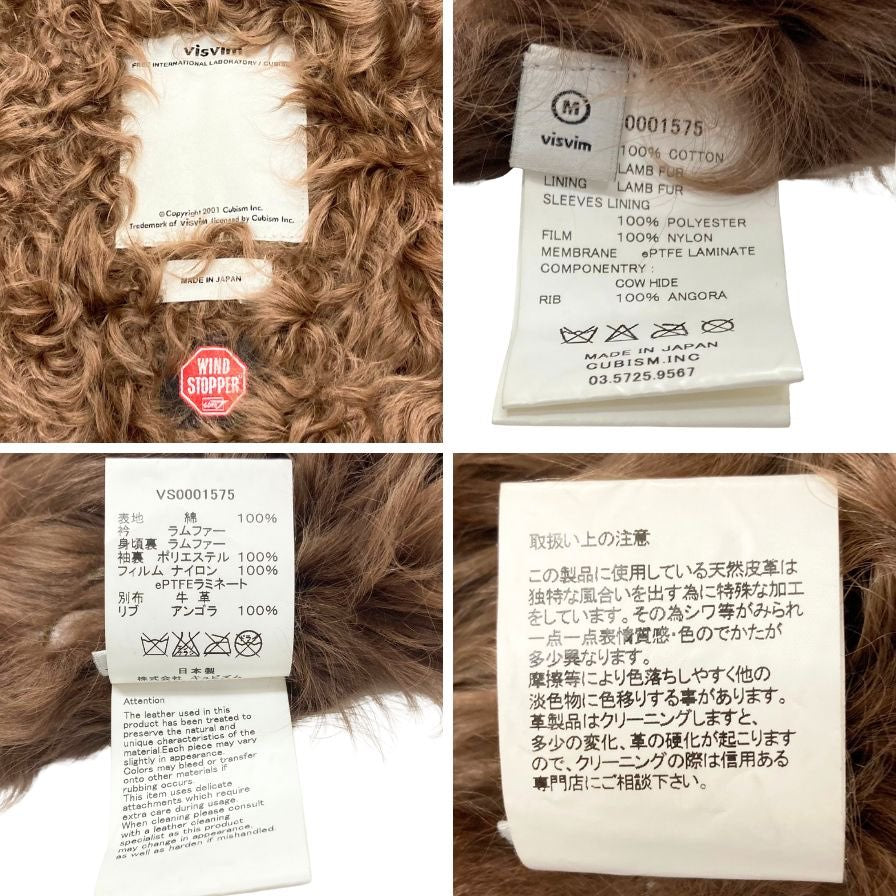 visvim
FREE INTERNATIONAL LABORATORY / CUBISM
© Copyright 2001 Cubism Inc.
Trademark of visvim licensed by Cubism Inc.
MADE IN JAPAN
WIND
STOPPER
M
visvim
0001575
100% COTTON
LAMB FUR
LINING LAMB FUR
SLEEVES LINING
100% POLYESTER
FILM 100% NYLON
MEMBRANE ePTFE LAMINATE
COMPONENTRY :
COW HIDE
RIB 100% ANGORA
MADE IN JAPAN
CUBISM.INC
03.5725.9567
VS0001575
表地 綿 100%
衿 ラムファー
身頃裏 ラムファー
袖裏 ポリエステル 100%
フィルム ナイロン 100%
ePTFEラミネート
別布 牛革
リブ アンゴラ 100%
ドライ
日本製
株式会社 キュビズム
Attention
The leather used in this
product has been treated to
preserve the natural and
unique characteristics of the
material.Each piece may vary
slightly in appearance.
Colors may bleed or transfer
onto other materials if
rubbing occurs.
This item uses delicate
attachments which require
extra care during usage.
When cleaning please consult
with a leather cleaning
specialist as this product
may change in appearance,
as well as harden if mishandled.
取扱い上の注意
この製品に使用している天然皮革は
独特な風合いを出す為に特殊な加工
をしています。その為シワ等がみられ
一点一点表情質感・色のでかたが
多少異なります。
摩擦等により色落ちしやすく他の
淡色物に色移りする事があります。
革製品はクリーニングしますと、
多少の変化、革の硬化が起こります
ので、クリーニングの際は信用ある
専門店にご相談下さい。